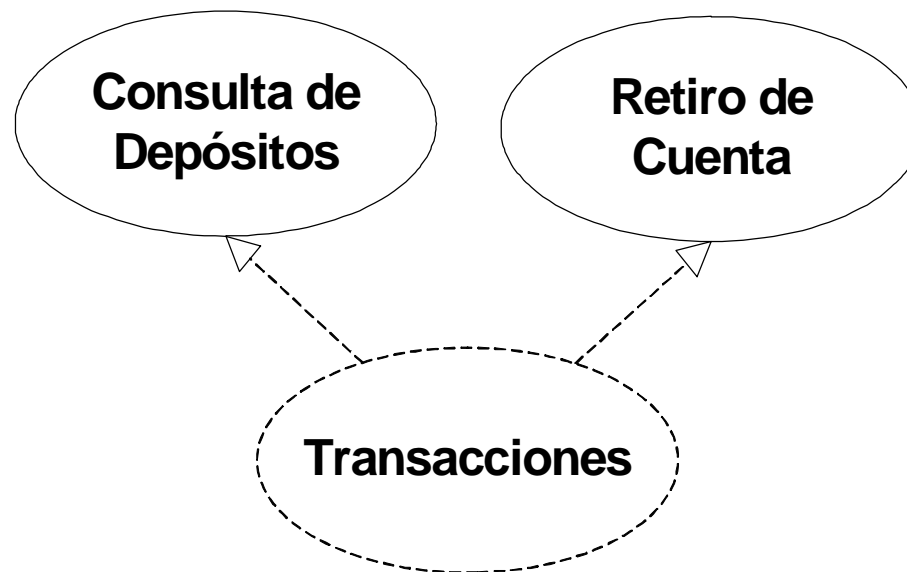 Consulta de
Depósitos
Retiro de
Cuenta
Transacciones